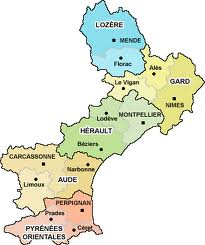 LOZÈRE
MENDE
Florac
Alès
GARD
Le Vigan
NIMES
Lodève
MONTPELLIER
HÉRAULT
Béziers
CARCASSONNE
Narbonne
Limoux
AUDE
PERPIGNAN
Prades
Céret
PYRÉNÉES
ORIENTALES